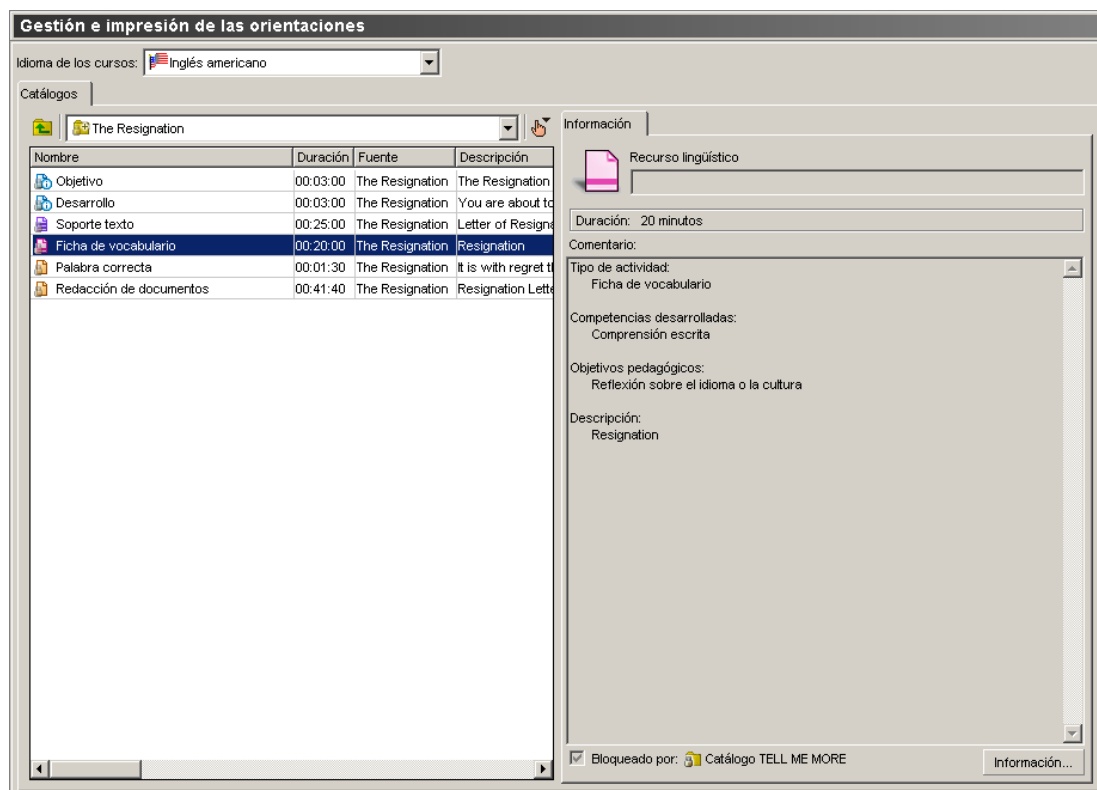 Gestión e impresión de las orientaciones
Idioma de los cursos: Inglés americano
Catálogos
The Resignation
Nombre Duración Fuente Descripción
Objetivo 00:03:00 The Resignation The Resignation
Desarrollo 00:03:00 The Resignation You are about to
Soporte texto 00:25:00 The Resignation Letter of Resigna
Ficha de vocabulario 00:20:00 The Resignation Resignation
Palabra correcta 00:01:30 The Resignation It is with regret th
Redacción de documentos 00:41:40 The Resignation Resignation Lette
Información
Recurso lingüístico
Duración: 20 minutos
Comentario:
Tipo de actividad:
Ficha de vocabulario
Competencias desarrolladas:
Comprensión escrita
Objetivos pedagógicos:
Reflexión sobre el idioma o la cultura
Descripción:
Resignation
Bloqueado por: Catálogo TELL ME MORE
Información...